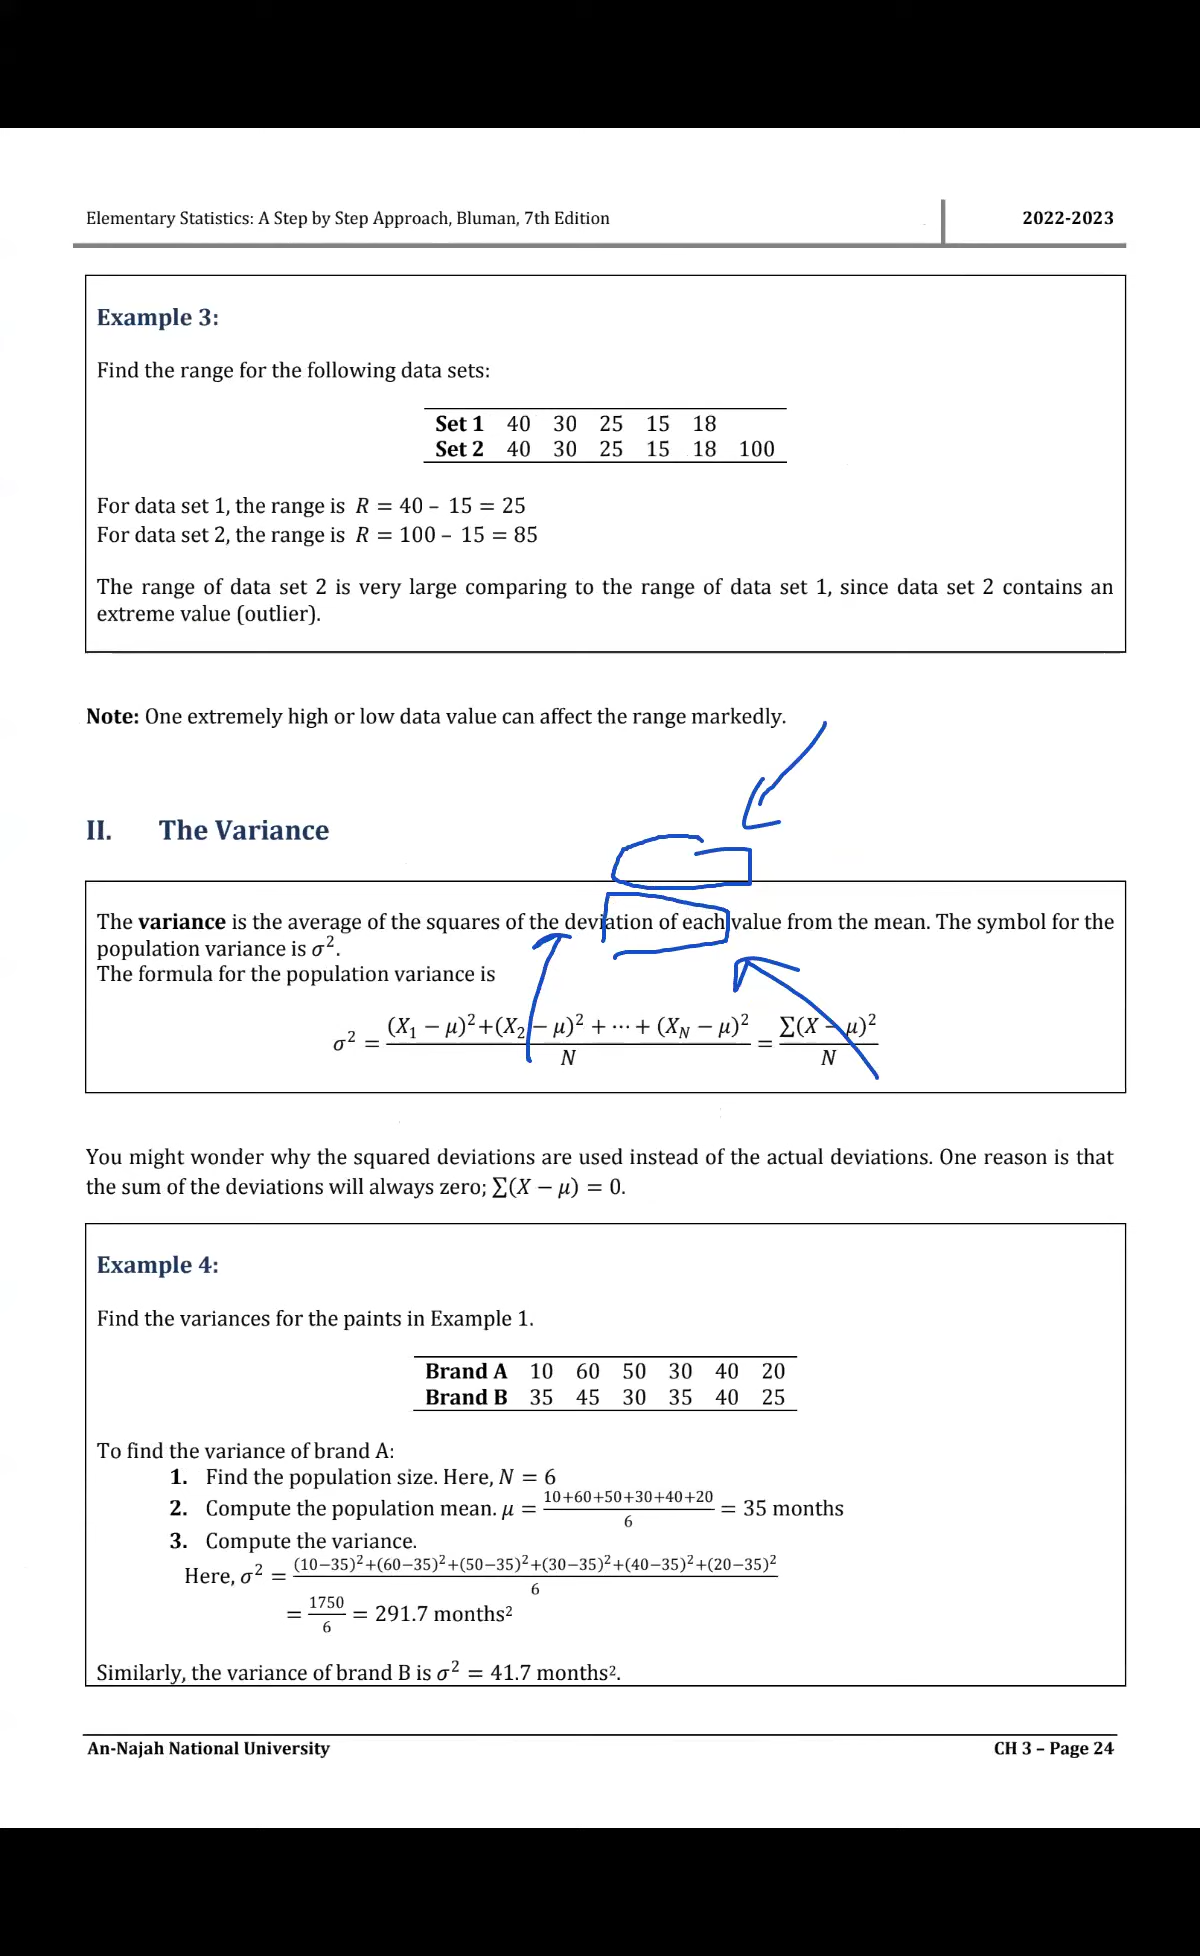 Elementary Statistics: A Step by Step Approach, Bluman, 7th Edition 2022-2023
Example 3:
Find the range for the following data sets:
Set 1 40 30 25 15 18
Set 2 40 30 25 15 18 100
For data set 1, the range is R = 40 – 15 = 25
For data set 2, the range is R = 100 – 15 = 85
The range of data set 2 is very large comparing to the range of data set 1, since data set 2 contains an
extreme value (outlier).
Note: One extremely high or low data value can affect the range markedly.
II. The Variance
The variance is the average of the squares of the deviation of each value from the mean. The symbol for the
population variance is σ².
The formula for the population variance is
σ² = \frac{(X₁ − μ)²+(X₂ − μ)² + ⋯ + (X_N − μ)²}{N} = \frac{∑(X − μ)²}{N}
You might wonder why the squared deviations are used instead of the actual deviations. One reason is that
the sum of the deviations will always zero; ∑(X − μ) = 0.
Example 4:
Find the variances for the paints in Example 1.
Brand A 10 60 50 30 40 20
Brand B 35 45 30 35 40 25
To find the variance of brand A:
1. Find the population size. Here, N = 6
2. Compute the population mean. μ = \frac{10+60+50+30+40+20}{6} = 35 months
3. Compute the variance.
Here, σ² = \frac{(10−35)²+(60−35)²+(50−35)²+(30−35)²+(40−35)²+(20−35)²}{6}
= \frac{1750}{6} = 291.7 months²
Similarly, the variance of brand B is σ² = 41.7 months².
An-Najah National University CH 3 – Page 24